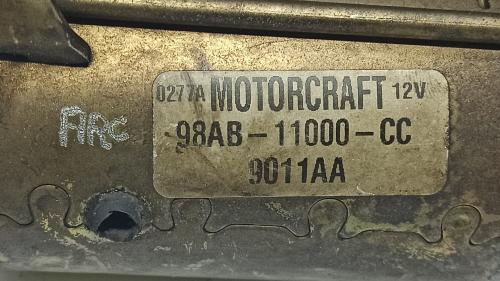 0277A MOTORCRAFT 12V
ARC 98AB-11000-CC
9011AA